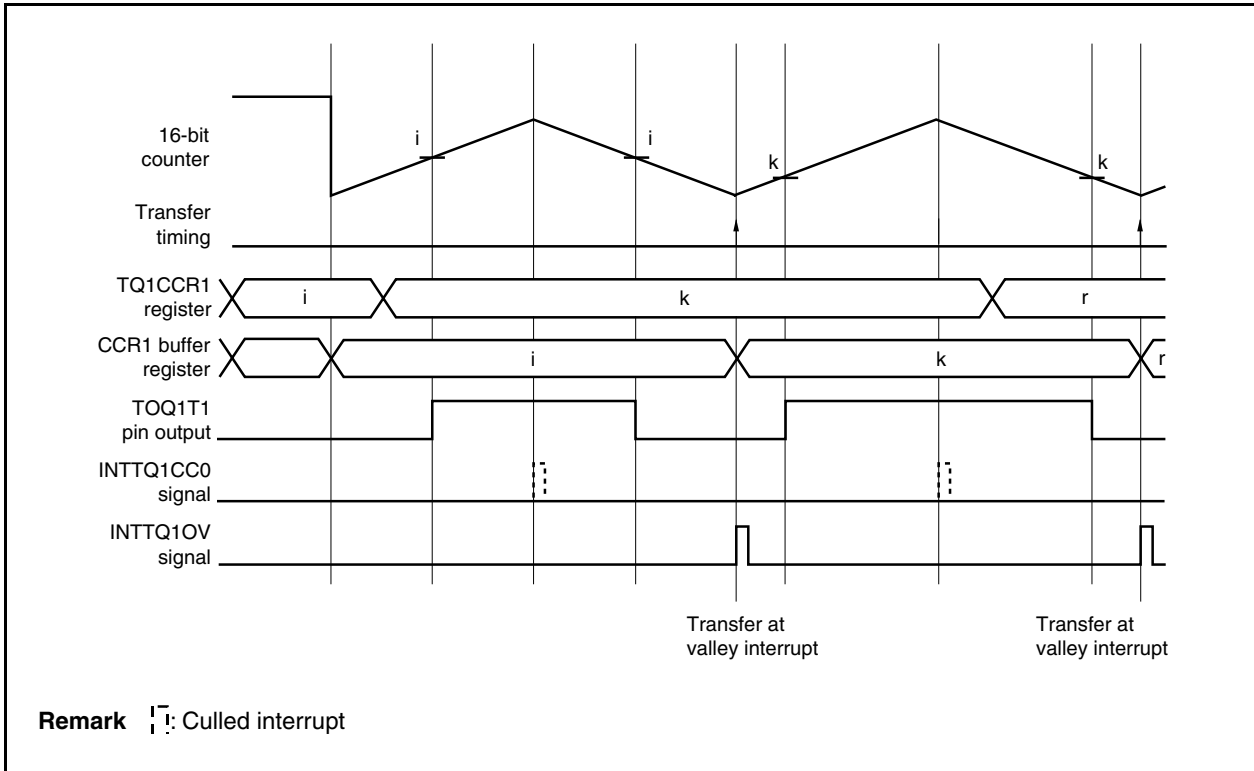 i
i
k
k
16-bit
counter
Transfer
timing
TQ1CCR1
register
i
k
r
CCR1 buffer
register
i
k
r
TOQ1T1
pin output
INTTQ1CC0
signal
INTTQ1OV
signal
Transfer at
valley interrupt
Transfer at
valley interrupt
Remark : Culled interrupt